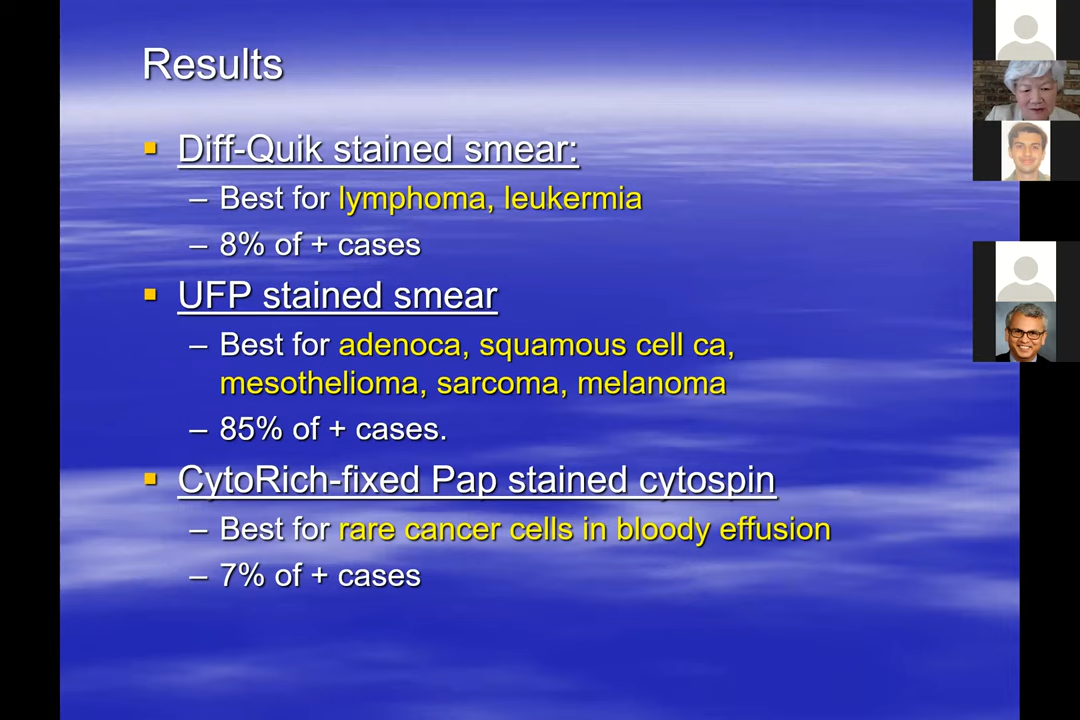 Results
▪ Diff-Quik stained smear:
– Best for lymphoma, leukermia
– 8% of + cases
▪ UFP stained smear
– Best for adenoca, squamous cell ca,
mesothelioma, sarcoma, melanoma
– 85% of + cases.
▪ CytoRich-fixed Pap stained cytospin
– Best for rare cancer cells in bloody effusion
– 7% of + cases